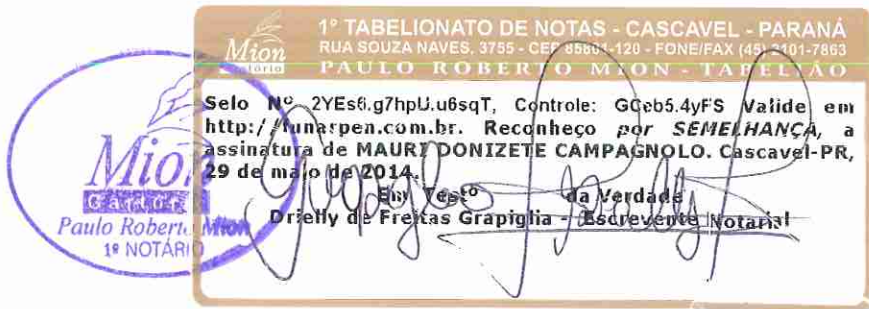 1º TABELIONATO DE NOTAS - CASCAVEL - PARANÁ
RUA SOUZA NAVES, 3755 - CEP 85801-120 - FONE/FAX (45) 2101-7863
PAULO ROBERTO MION - TABELIÃO
Mion
Cartório
Selo Nº 2YEs6.g7hpU.u6sqT, Controle: GCeb5.4yFS Valide em
http://funarpen.com.br. Reconheço por SEMELHANÇA, a
assinatura de MAURI DONIZETE CAMPAGNOLO. Cascavel-PR,
29 de maio de 2014.
Em Testº da Verdade
Drielly de Freitas Grapiglia - Escrevente Notarial
Mion
Cartório
Paulo Roberto Mion
1º NOTÁRIO